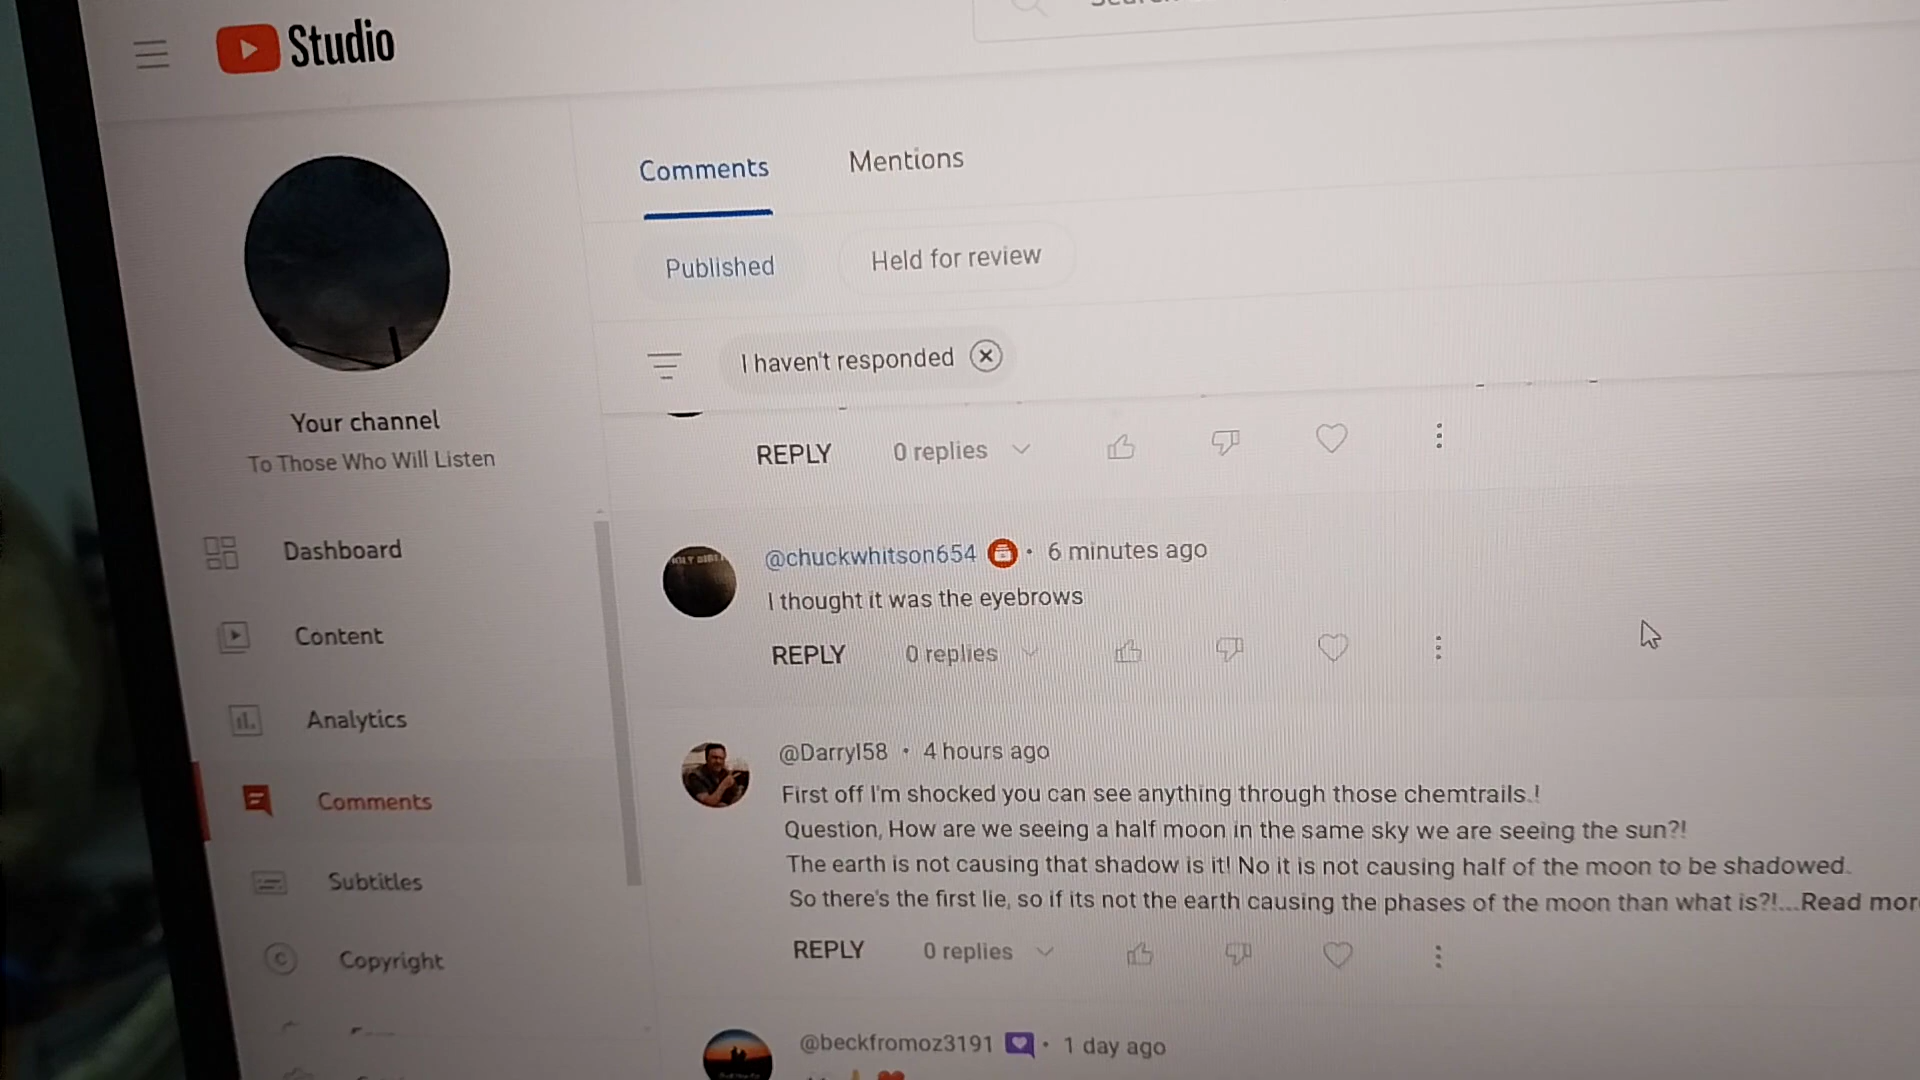 Studio
Comments
Mentions
Published
Held for review
I haven't responded
Your channel
To Those Who Will Listen
Dashboard
Content
Analytics
Comments
Subtitles
Copyright
REPLY
0 replies
@chuckwhitson654 • 6 minutes ago
I thought it was the eyebrows
REPLY
0 replies
@Darryl58 • 4 hours ago
First off I'm shocked you can see anything through those chemtrails.!
Question, How are we seeing a half moon in the same sky we are seeing the sun?!
The earth is not causing that shadow is it! No it is not causing half of the moon to be shadowed.
So there's the first lie, so if its not the earth causing the phases of the moon than what is?!...Read more
REPLY
0 replies
@beckfromoz3191 • 1 day ago